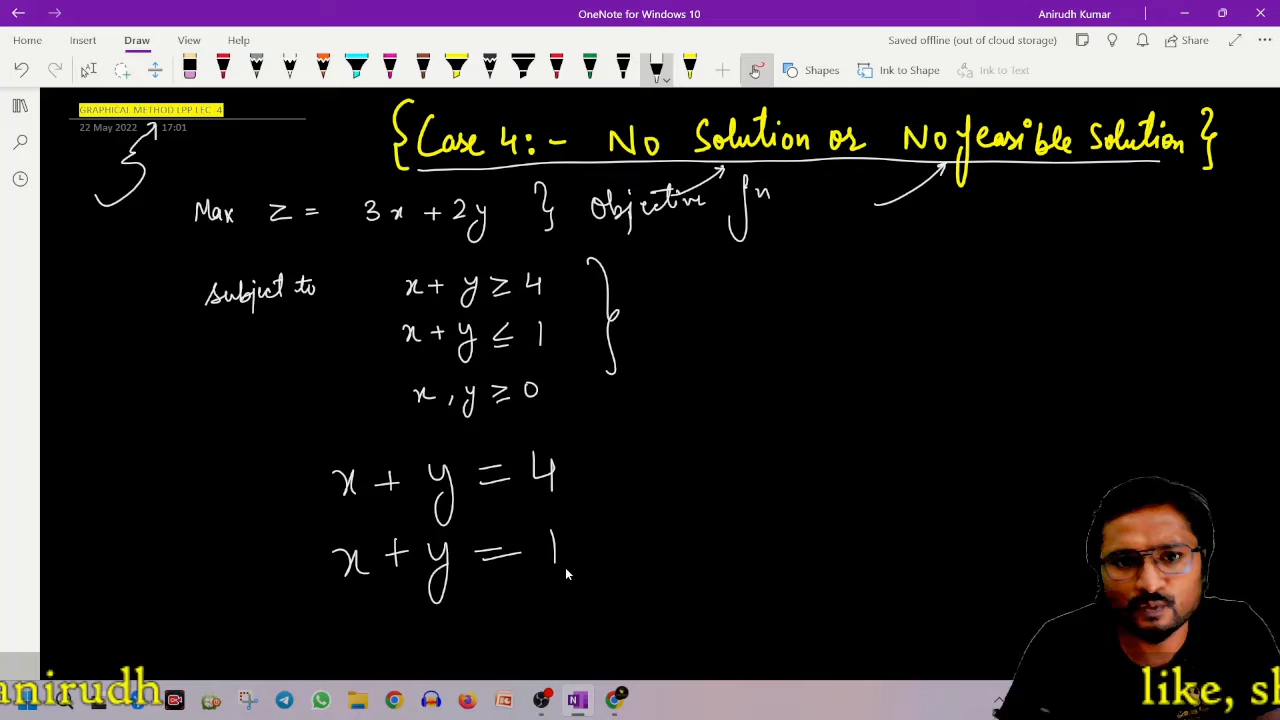 OneNote for Windows 10
Anirudh Kumar
Home Insert Draw View Help
Saved offline (out of cloud storage)
Share
Shapes
Ink to Shape
Ink to Text
GRAPHICAL METHOD LPP LEC 4
22 May 2022 17:01
{Case 4:- No Solution or No feasible Solution}
Max Z = 3x + 2y } Objective fn
Subject to x + y ≥ 4
x + y ≤ 1
x, y ≥ 0
x + y = 4
x + y = 1
anirudh
like, sh